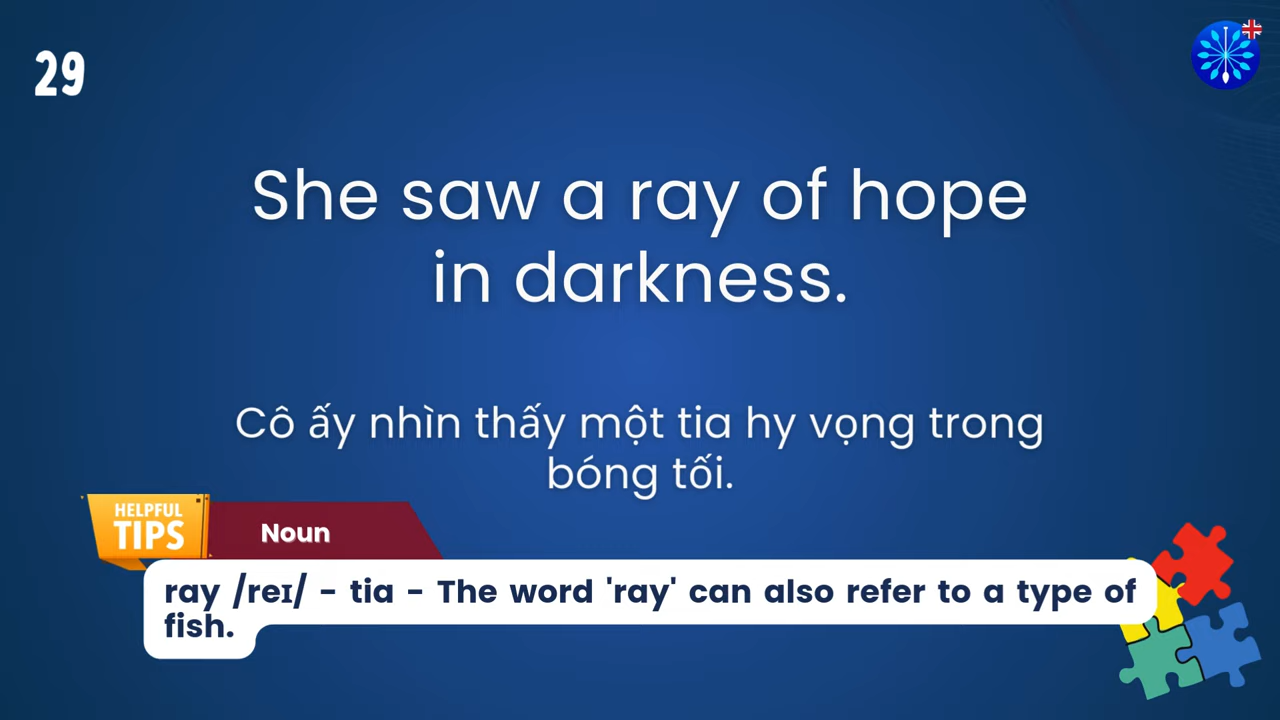 29
She saw a ray of hope
in darkness.
Cô ấy nhìn thấy một tia hy vọng trong
bóng tối.
HELPFUL
TIPS
Noun
ray /reɪ/ - tia - The word 'ray' can also refer to a type of
fish.